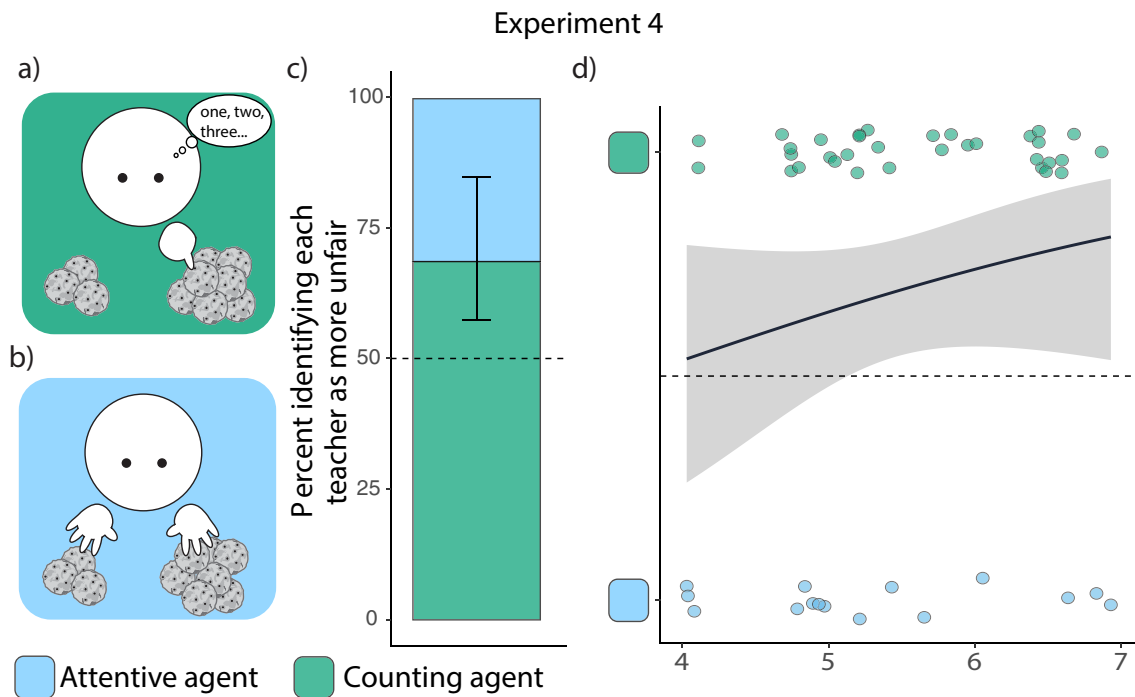 Experiment 4
a)
one, two,
three...
b)
Attentive agent
c)
Percent identifying each
teacher as more unfair
100
75
50
25
0
Counting agent
d)
4
5
6
7